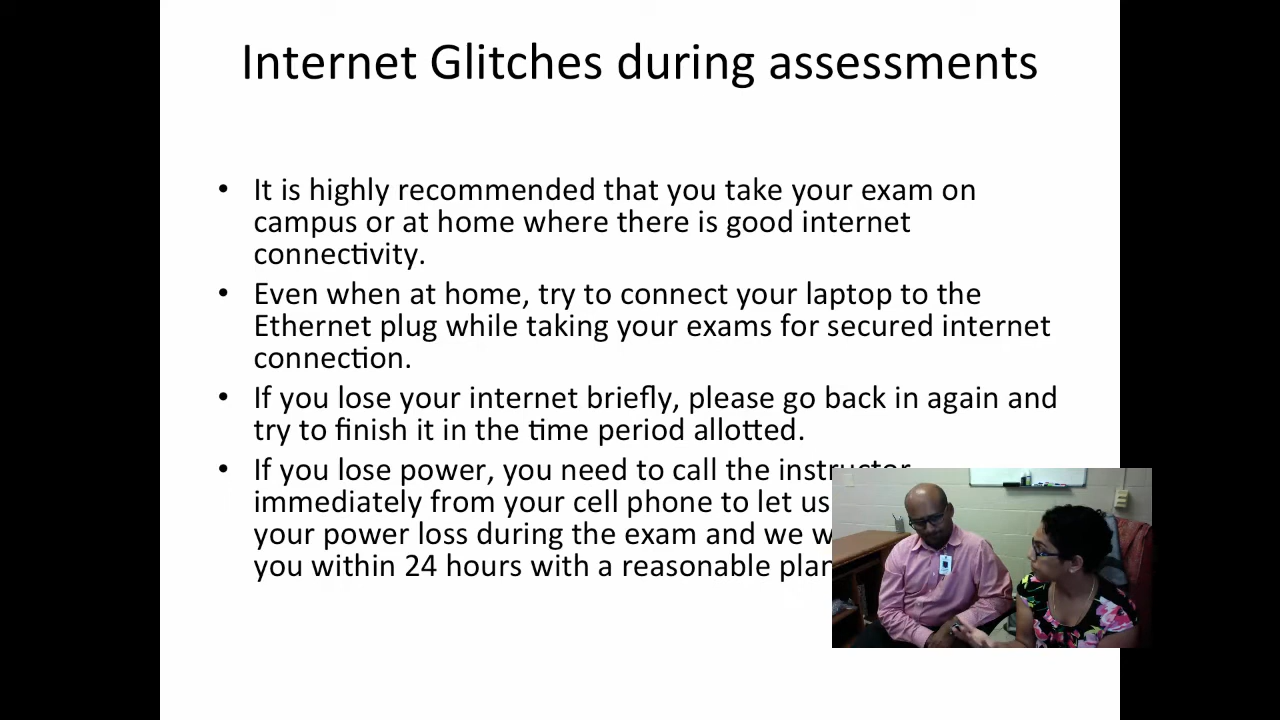 Internet Glitches during assessments
• It is highly recommended that you take your exam on
campus or at home where there is good internet
connectivity.
• Even when at home, try to connect your laptop to the
Ethernet plug while taking your exams for secured internet
connection.
• If you lose your internet briefly, please go back in again and
try to finish it in the time period allotted.
• If you lose power, you need to call the instructor
immediately from your cell phone to let us
your power loss during the exam and we
you within 24 hours with a reasonable